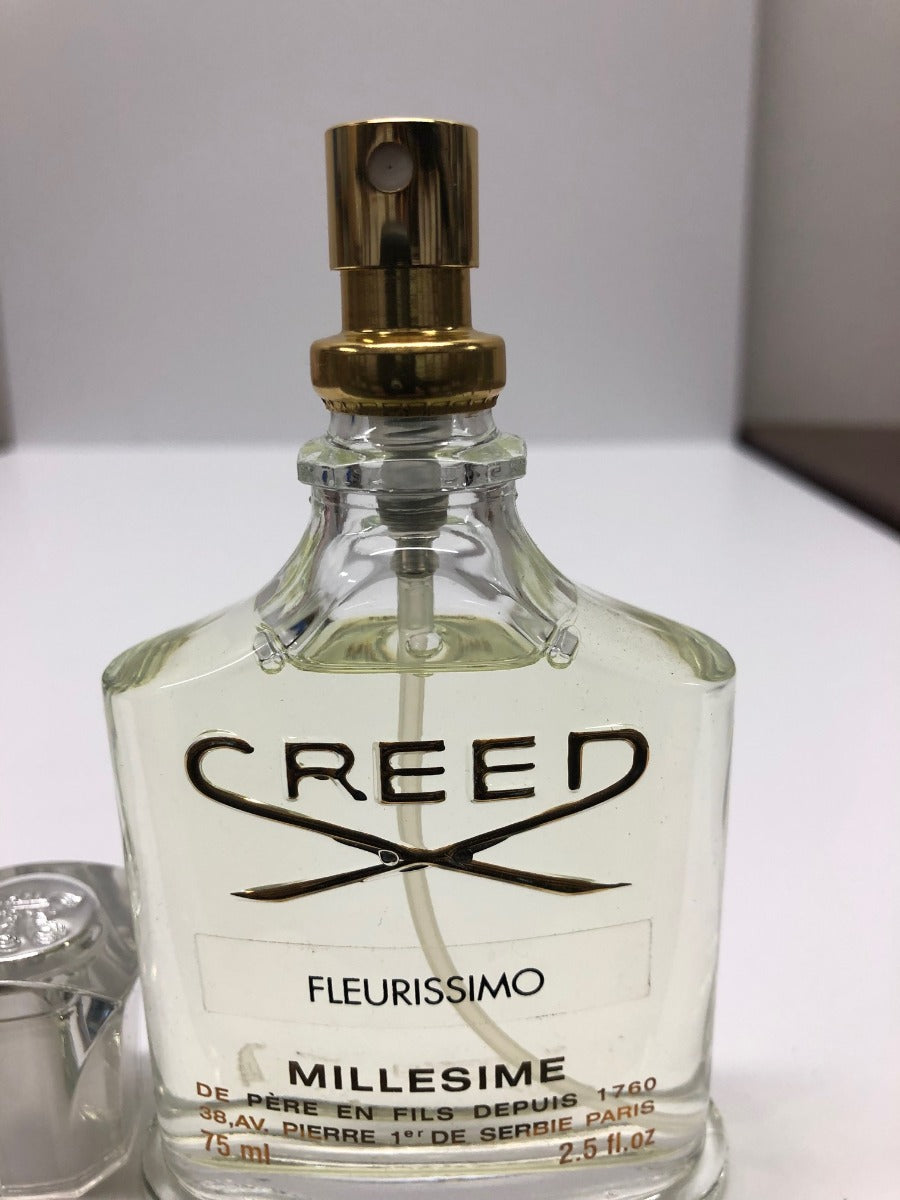 CREED
FLEURISSIMO
MILLESIME
DE PÈRE EN FILS DEPUIS 1760
38,AV. PIERRE 1er DE SERBIE PARIS
75 ml 2.5 fl.oz